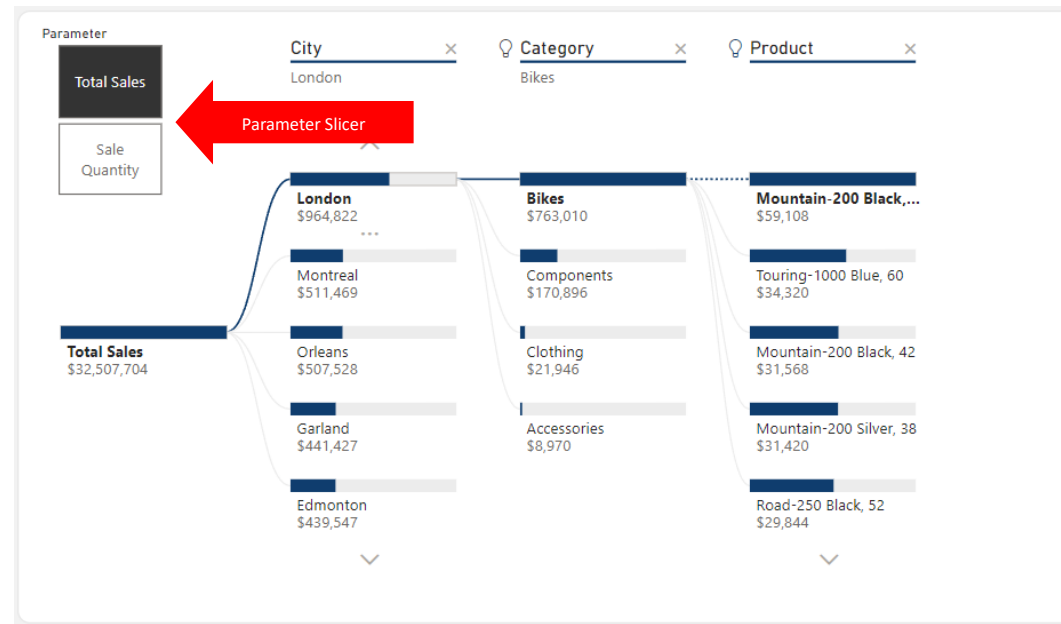 Parameter
Total Sales
Sale
Quantity
Parameter Slicer
City
London
Category
Bikes
Product
London
$964,822
Montreal
$511,469
Orleans
$507,528
Garland
$441,427
Edmonton
$439,547
Total Sales
$32,507,704
Bikes
$763,010
Components
$170,896
Clothing
$21,946
Accessories
$8,970
Mountain-200 Black,...
$59,108
Touring-1000 Blue, 60
$34,320
Mountain-200 Black, 42
$31,568
Mountain-200 Silver, 38
$31,420
Road-250 Black, 52
$29,844